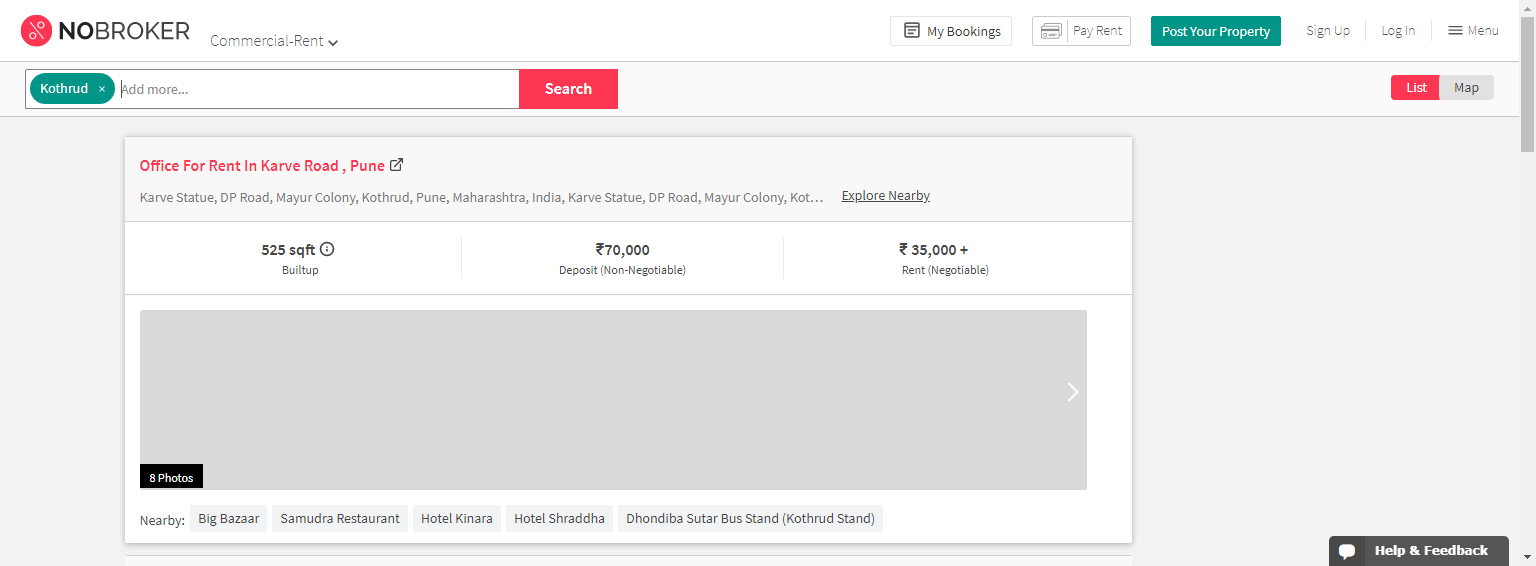 NOBROKER
Commercial-Rent
My Bookings
Pay Rent
Post Your Property
Sign Up
Log In
Menu
Kothrud ×
Add more...
Search
List
Map
Office For Rent In Karve Road , Pune
Karve Statue, DP Road, Mayur Colony, Kothrud, Pune, Maharashtra, India, Karve Statue, DP Road, Mayur Colony, Kot...
Explore Nearby
525 sqft
Builtup
₹70,000
Deposit (Non-Negotiable)
₹ 35,000 +
Rent (Negotiable)
8 Photos
Nearby:
Big Bazaar
Samudra Restaurant
Hotel Kinara
Hotel Shraddha
Dhondiba Sutar Bus Stand (Kothrud Stand)
Help & Feedback